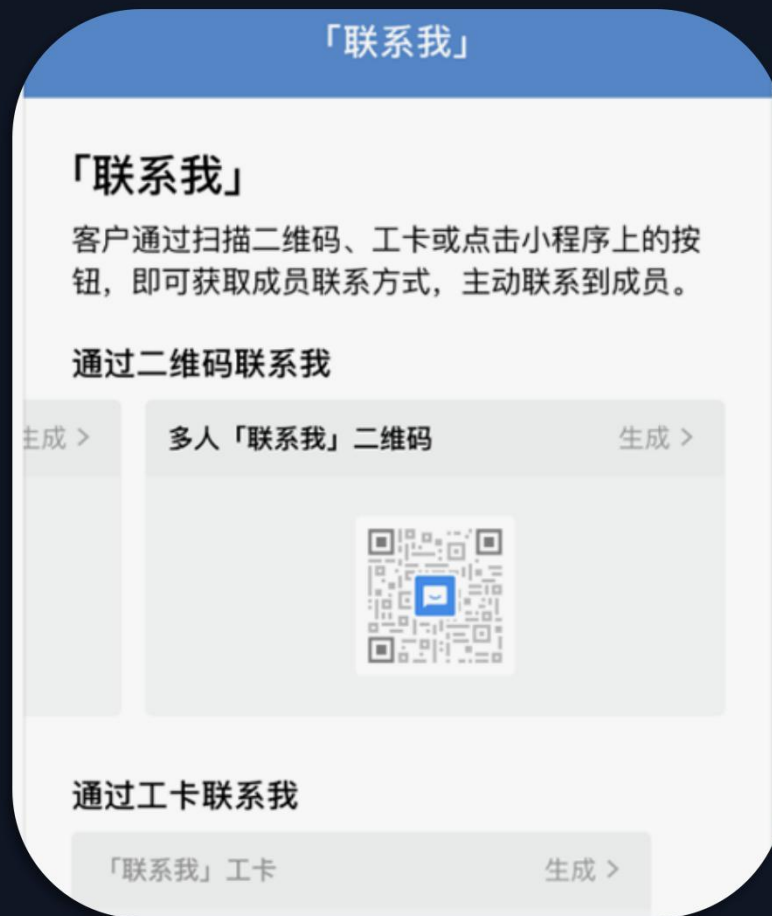 「联系我」
「联系我」
客户通过扫描二维码、工卡或点击小程序上的按
钮，即可获取成员联系方式，主动联系到成员。
通过二维码联系我
生成 >
多人「联系我」二维码
生成 >
通过工卡联系我
「联系我」工卡
生成 >